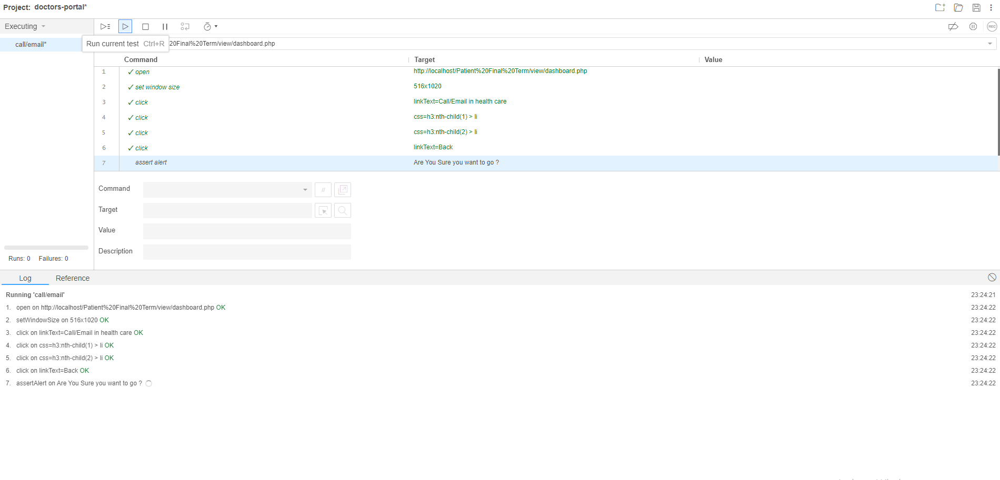 Project: doctors-portal*
Executing
REC
call/email*
Run current test Ctrl+R
20Final%20Term/view/dashboard.php
Command Target Value
1 ✓ open http://localhost/Patient%20Final%20Term/view/dashboard.php
2 ✓ set window size 516x1020
3 ✓ click linkText=Call/Email in health care
4 ✓ click css=h3:nth-child(1) > li
5 ✓ click css=h3:nth-child(2) > li
6 ✓ click linkText=Back
7 assert alert Are You Sure you want to go ?
Command //
Target
Value
Description
Runs: 0 Failures: 0
Log Reference
Running 'call/email' 23:24:21
1. open on http://localhost/Patient%20Final%20Term/view/dashboard.php OK 23:24:22
2. setWindowSize on 516x1020 OK 23:24:22
3. click on linkText=Call/Email in health care OK 23:24:22
4. click on css=h3:nth-child(1) > li OK 23:24:22
5. click on css=h3:nth-child(2) > li OK 23:24:22
6. click on linkText=Back OK 23:24:22
7. assertAlert on Are You Sure you want to go ? 23:24:22